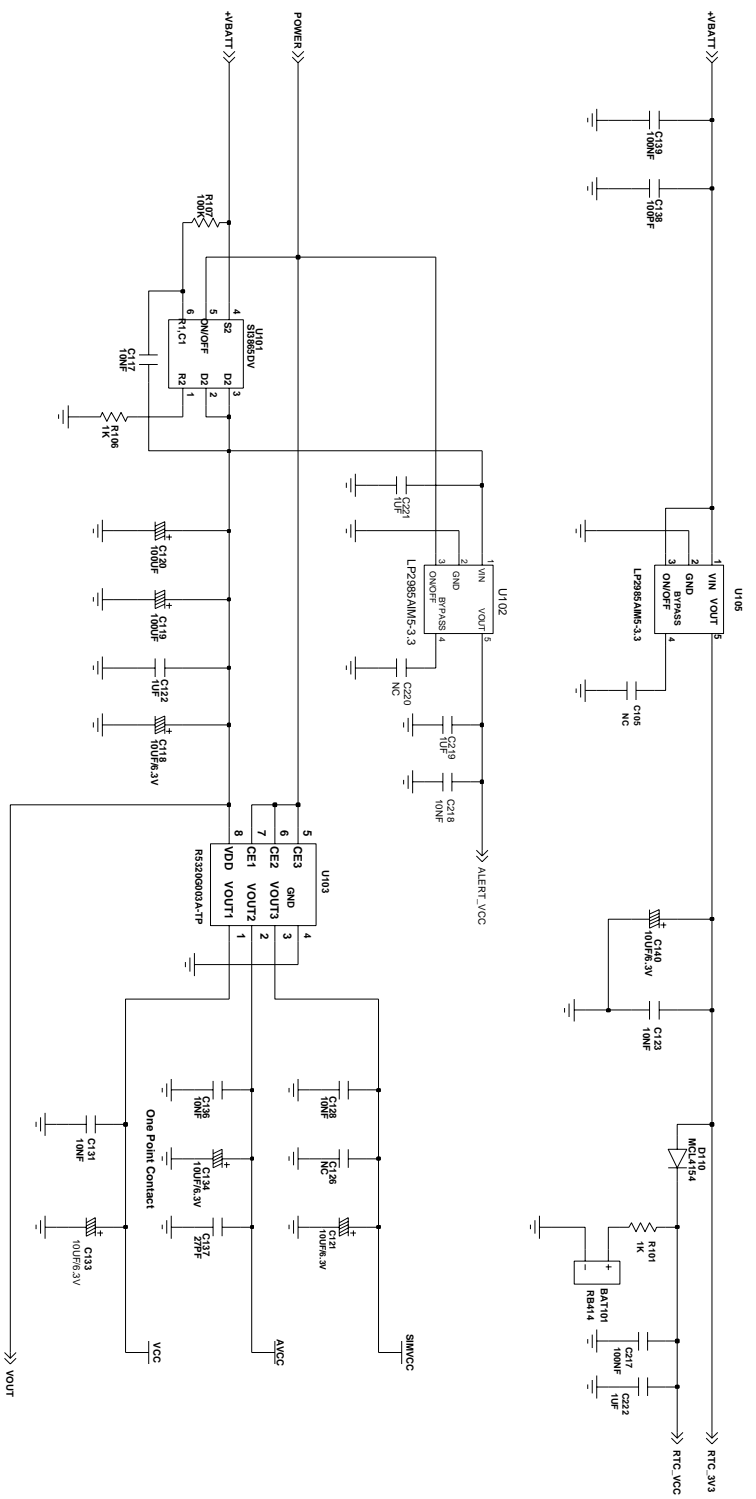 +VBATT
C139
100NF
C138
100PF
U105
1
VIN
VOUT
5
2
GND
3
ON/OFF
BYPASS
4
LP2985AIM5-3.3
C105
NC
C140
10UF/6.3V
C123
10NF
D110
MCL4154
R101
1K
+
-
BAT101
RB414
C217
100NF
C222
1UF
RTC_3V3
RTC_VCC
POWER
+VBATT
R107
100K
U101
SI3865DV
4
S2
D2
3
5
ON/OFF
D2
2
6
R1,C1
R2
1
C117
10NF
R106
1K
C221
1UF
U102
1
VIN
VOUT
5
2
GND
3
ON/OFF
BYPASS
4
LP2985AIM5-3.3
C220
NC
C219
1UF
C218
10NF
ALERT_VCC
C120
100UF
C119
100UF
C122
1UF
C118
10UF/6.3V
U103
5
CE3
GND
4
6
CE2
VOUT3
3
7
CE1
VOUT2
2
8
VDD
VOUT1
1
R5320G003A-TP
C128
10NF
C126
NC
C121
10UF/6.3V
SIMVCC
C136
10NF
C134
10UF/6.3V
C137
27PF
AVCC
One Point Contact
C131
10NF
C133
10UF/6.3V
VCC
VOUT